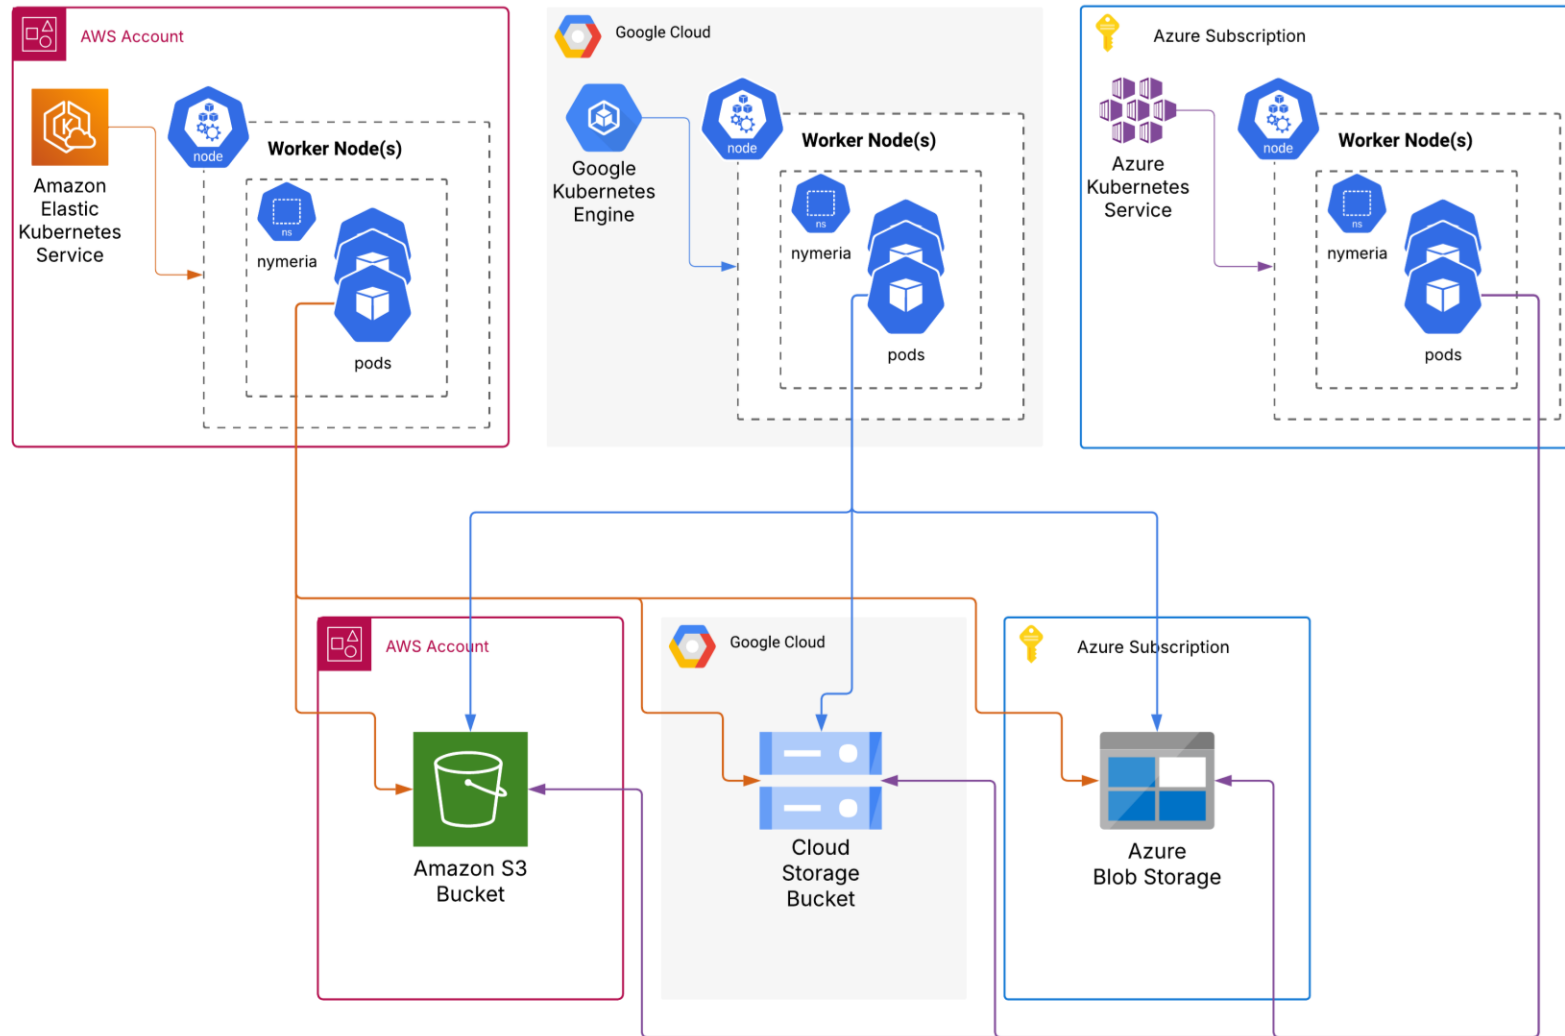 AWS Account
Amazon
Elastic
Kubernetes
Service
node
Worker Node(s)
ns
nymeria
pods
Google Cloud
Google
Kubernetes
Engine
node
Worker Node(s)
ns
nymeria
pods
Azure Subscription
Azure
Kubernetes
Service
node
Worker Node(s)
ns
nymeria
pods
AWS Account
Amazon S3
Bucket
Google Cloud
Cloud
Storage
Bucket
Azure Subscription
Azure
Blob Storage